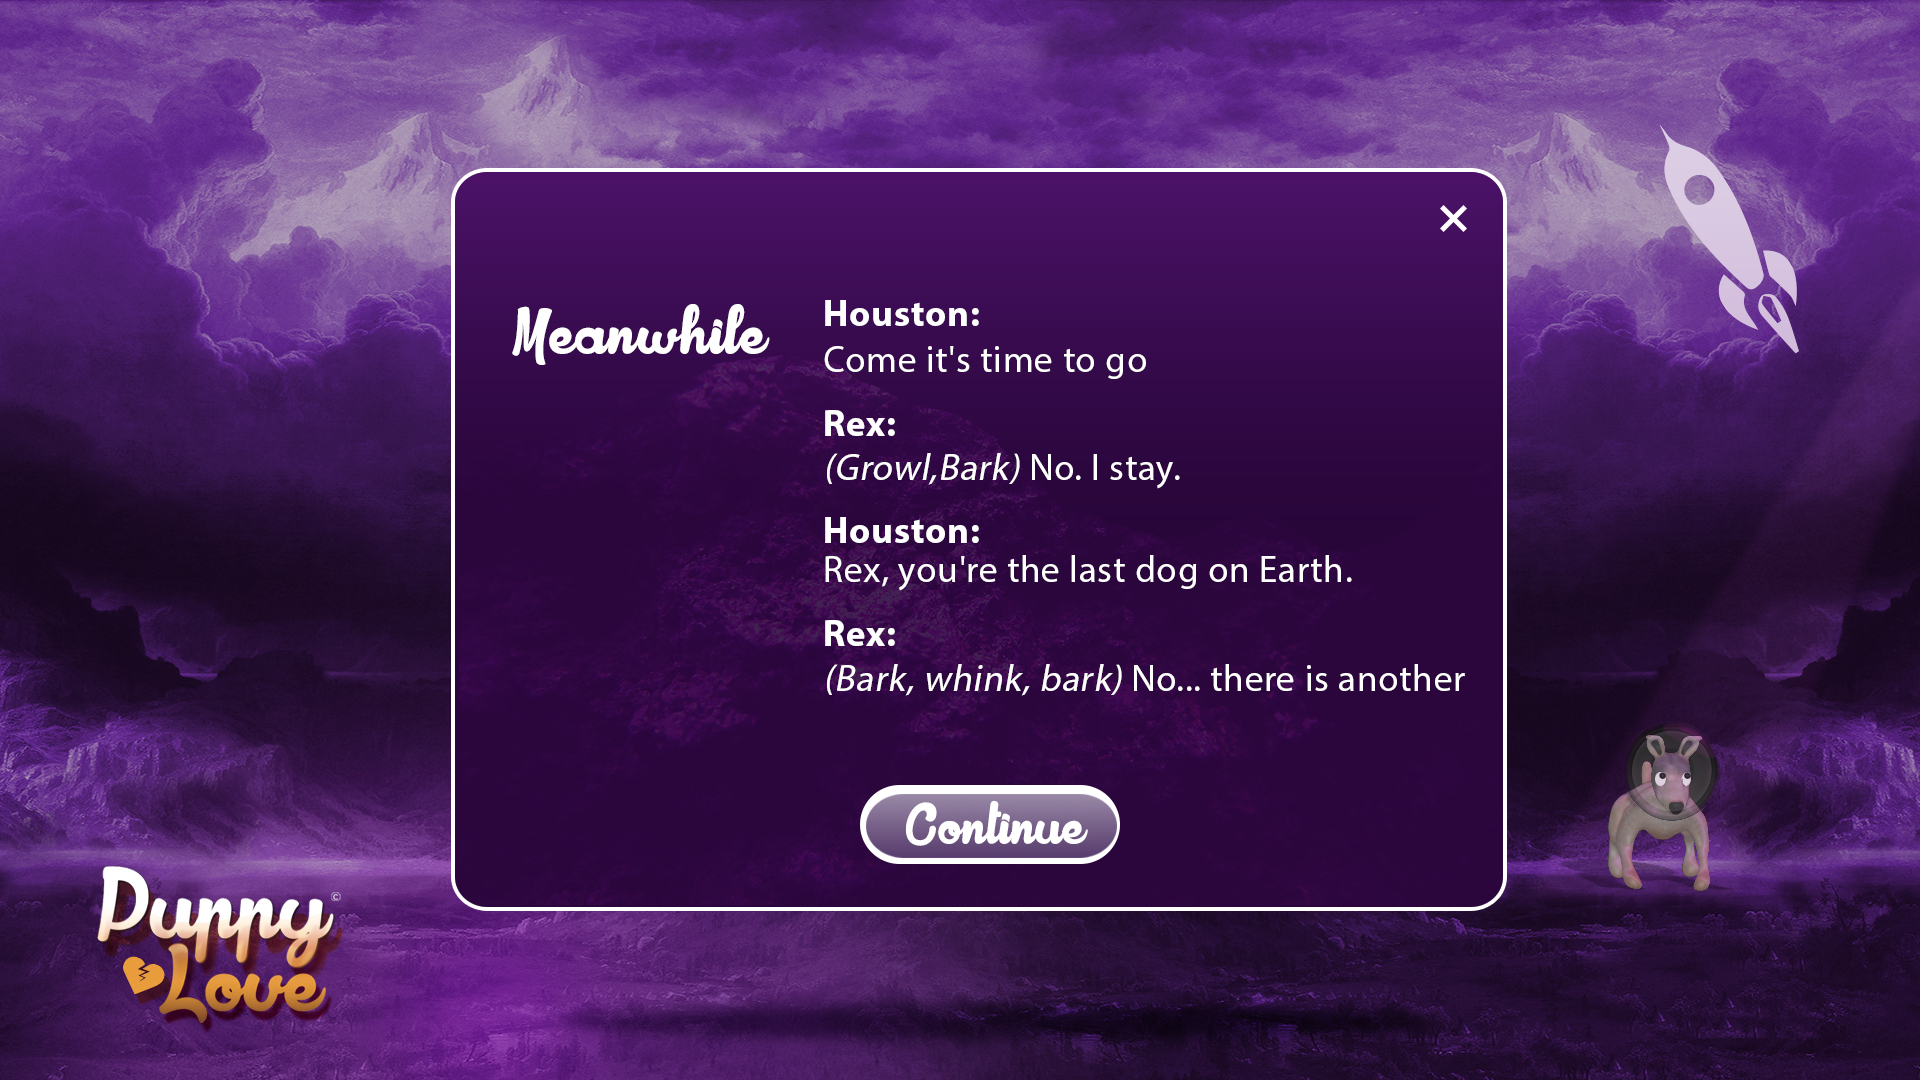 Meanwhile
Houston:
Come it's time to go
Rex:
(Growl,Bark) No. I stay.
Houston:
Rex, you're the last dog on Earth.
Rex:
(Bark, whink, bark) No... there is another
Continue
Puppy ©
Love